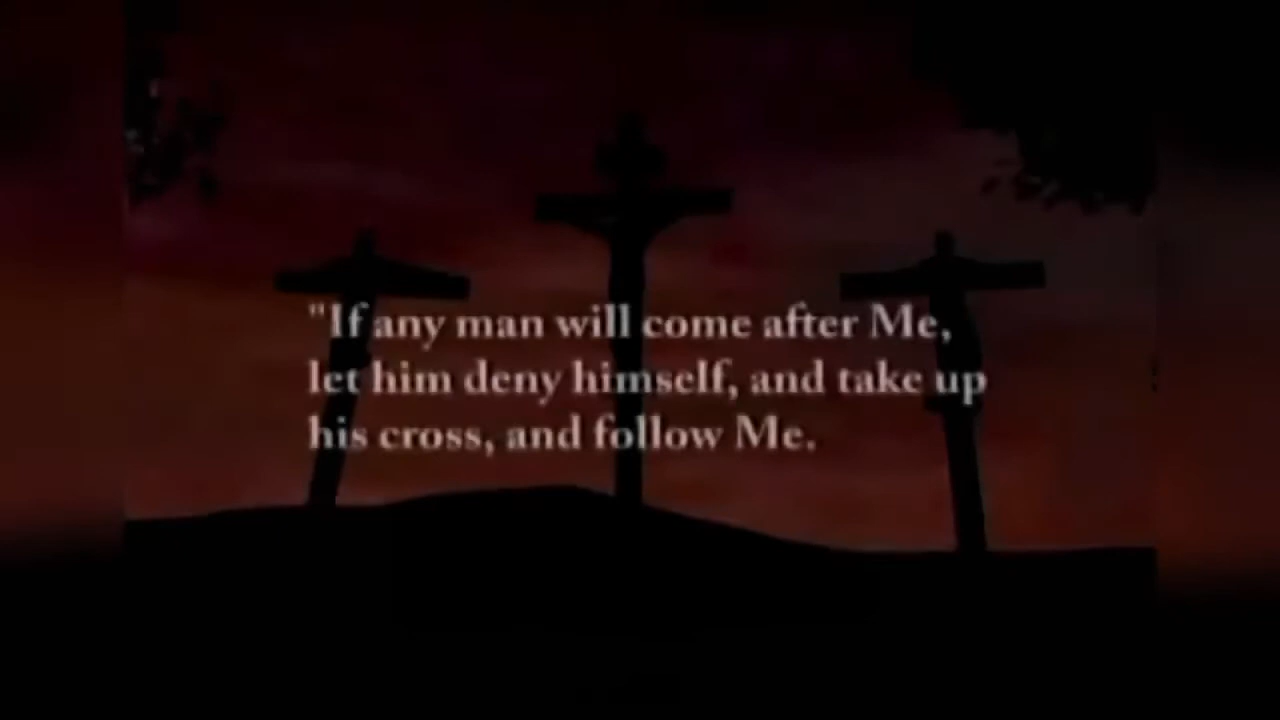 "If any man will come after Me,
let him deny himself, and take up
his cross, and follow Me.